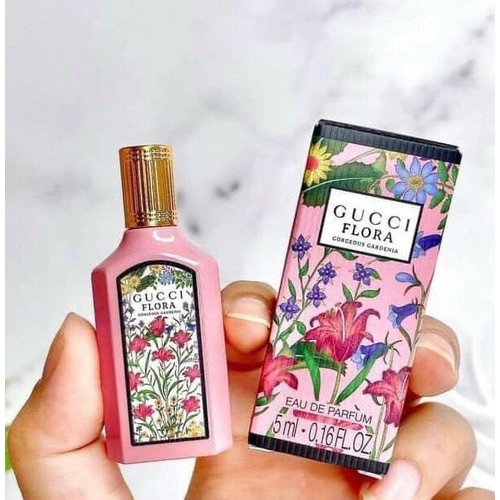 GUCCI
FLORA
GORGEOUS GARDENIA
GUCCI
FLORA
GORGEOUS GARDENIA
EAU DE PARFUM
5 ml · 0.16 FL.OZ.